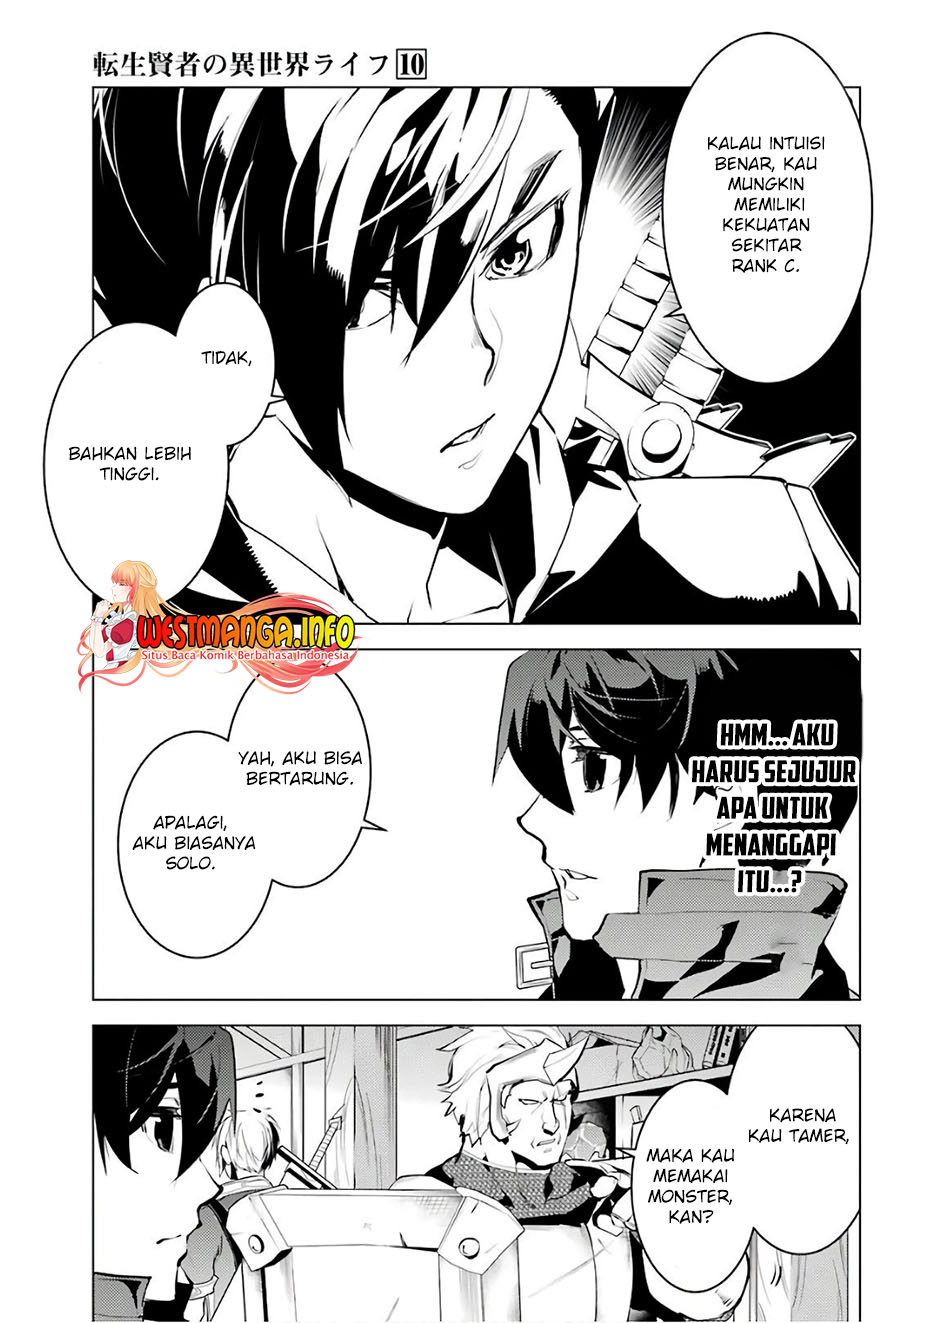 転生賢者の異世界ライフ10
KALAU INTUISI
BENAR, KAU
MUNGKIN
MEMILIKI
KEKUATAN
SEKITAR
RANK C.
TIDAK,
BAHKAN LEBIH
TINGGI.
WESTMANGA.INFO
Situs Baca Komik Berbahasa Indonesia
HMM... AKU
HARUS SEJUJUR
APA UNTUK
MENANGGAPI
ITU...?
YAH, AKU BISA
BERTARUNG.
APALAGI,
AKU BIASANYA
SOLO.
KARENA
KAU TAMER,
MAKA KAU
MEMAKAI
MONSTER,
KAN?